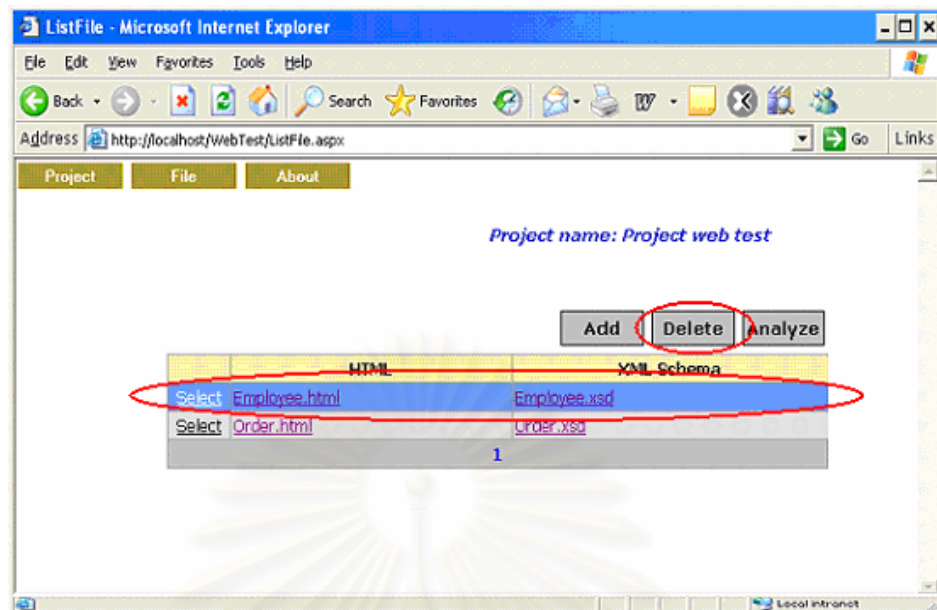 ListFile - Microsoft Internet Explorer
File Edit View Favorites Tools Help
Back Search Favorites
Address http://localhost/WebTest/ListFile.aspx Go Links
Project File About
Project name: Project web test
Add Delete Analyze
HTML XML Schema
Select Employee.html Employee.xsd
Select Order.html Order.xsd
1
Local intranet